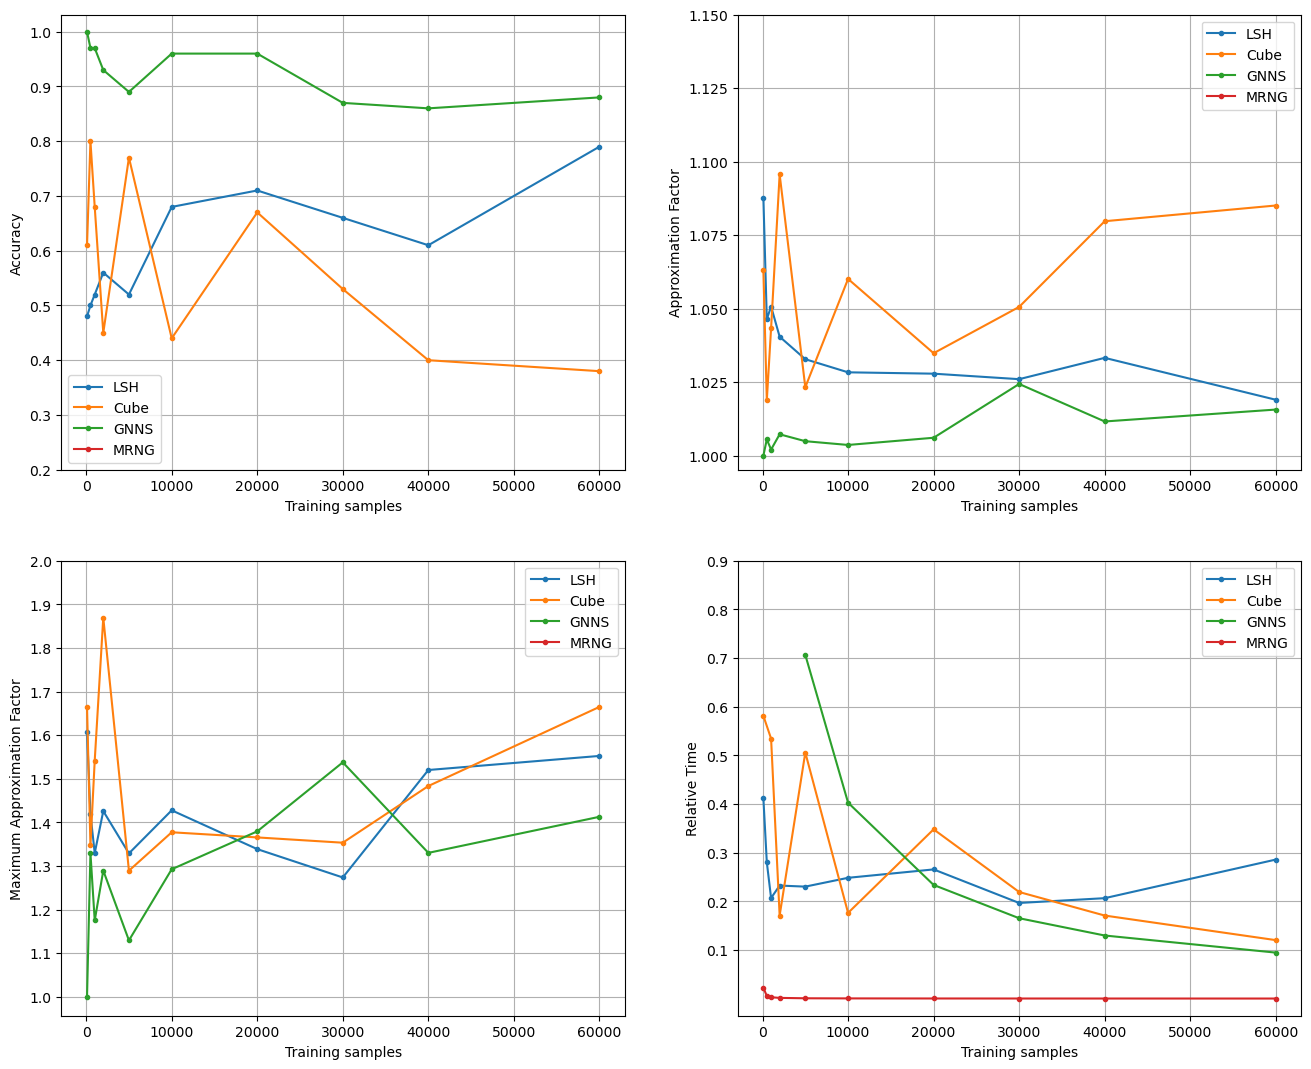 1.0
0.9
0.8
0.7
0.6
0.5
0.4
0.3
0.2
Accuracy
LSH
Cube
GNNS
MRNG
0 10000 20000 30000 40000 50000 60000
Training samples
1.150
1.125
1.100
1.075
1.050
1.025
1.000
Approximation Factor
LSH
Cube
GNNS
MRNG
0 10000 20000 30000 40000 50000 60000
Training samples
2.0
1.9
1.8
1.7
1.6
1.5
1.4
1.3
1.2
1.1
1.0
Maximum Approximation Factor
LSH
Cube
GNNS
MRNG
0 10000 20000 30000 40000 50000 60000
Training samples
0.9
0.8
0.7
0.6
0.5
0.4
0.3
0.2
0.1
Relative Time
LSH
Cube
GNNS
MRNG
0 10000 20000 30000 40000 50000 60000
Training samples